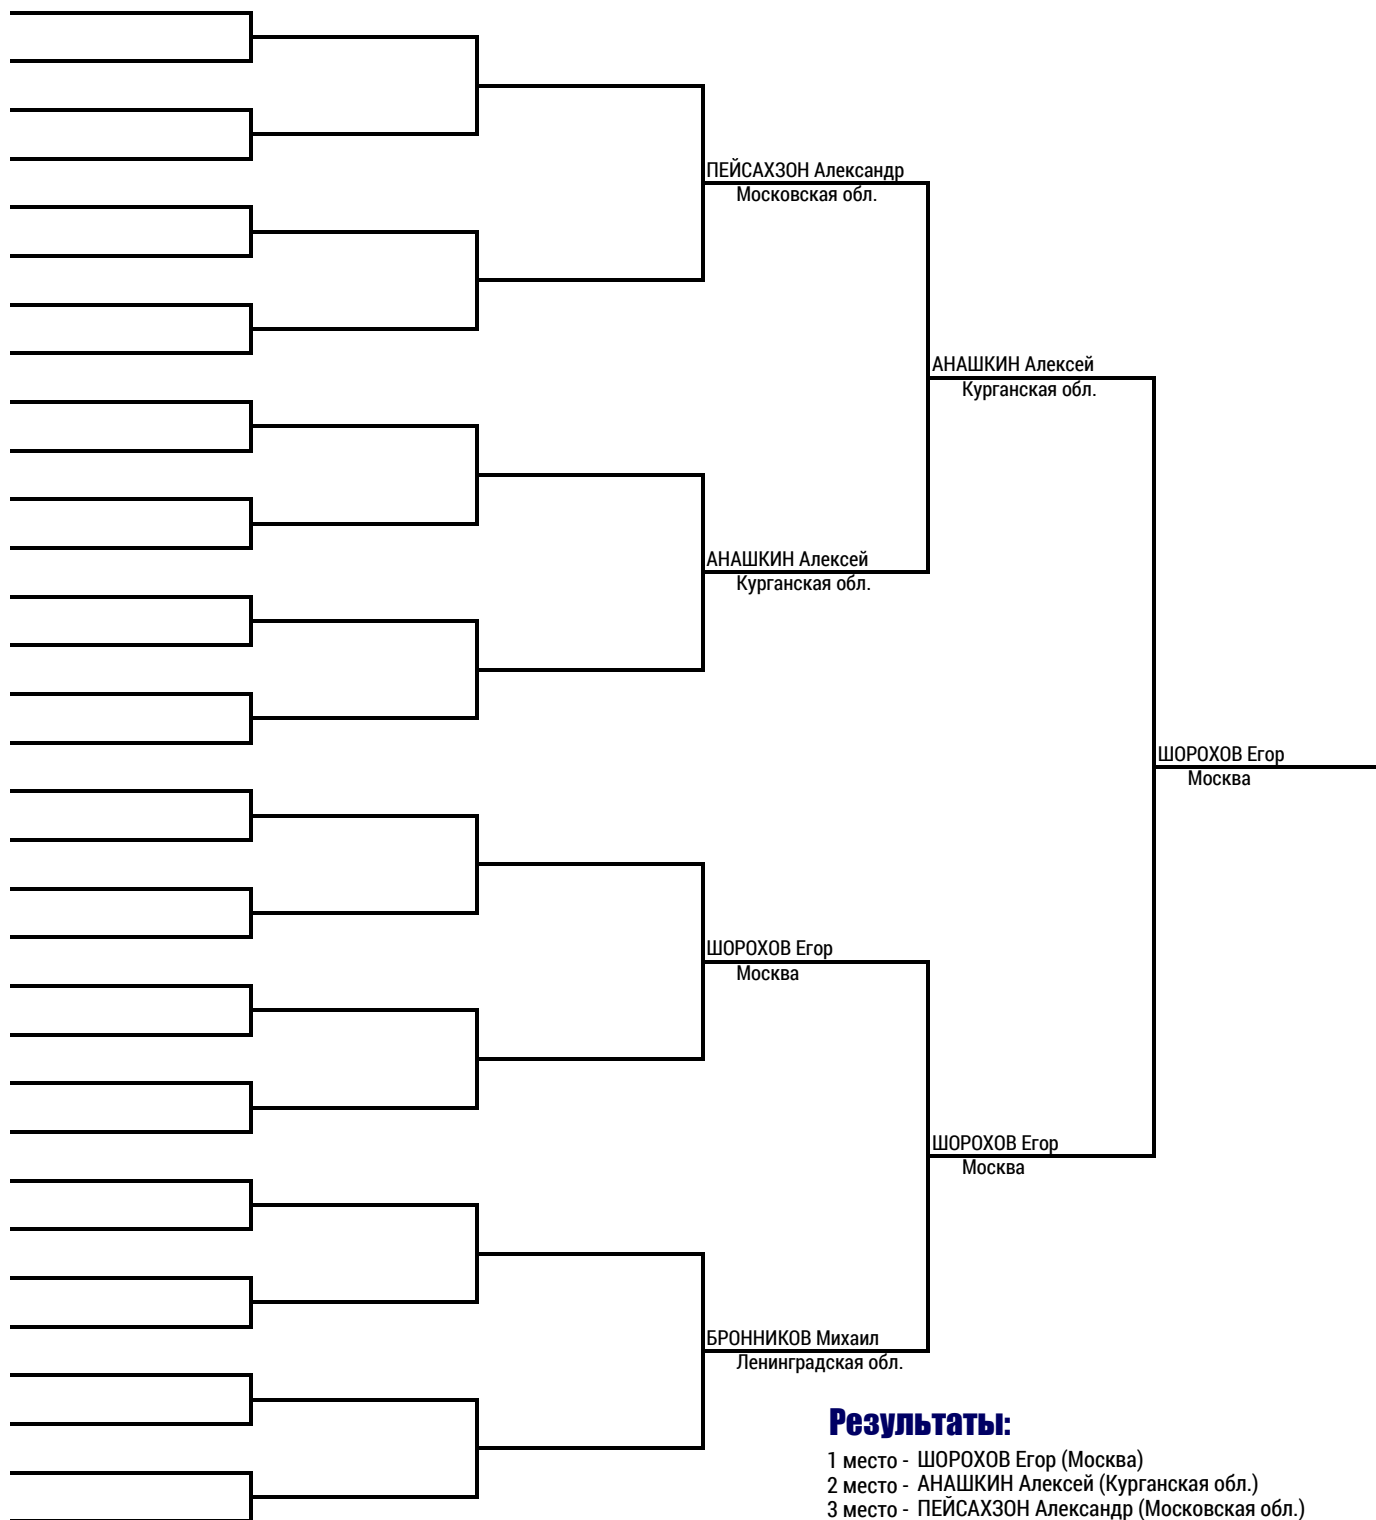 ПЕЙСАХЗОН Александр
Московская обл.
АНАШКИН Алексей
Курганская обл.
АНАШКИН Алексей
Курганская обл.
ШОРОХОВ Егор
Москва
ШОРОХОВ Егор
Москва
ШОРОХОВ Егор
Москва
БРОННИКОВ Михаил
Ленинградская обл.
Результаты:
1 место - ШОРОХОВ Егор (Москва)
2 место - АНАШКИН Алексей (Курганская обл.)
3 место - ПЕЙСАХЗОН Александр (Московская обл.)